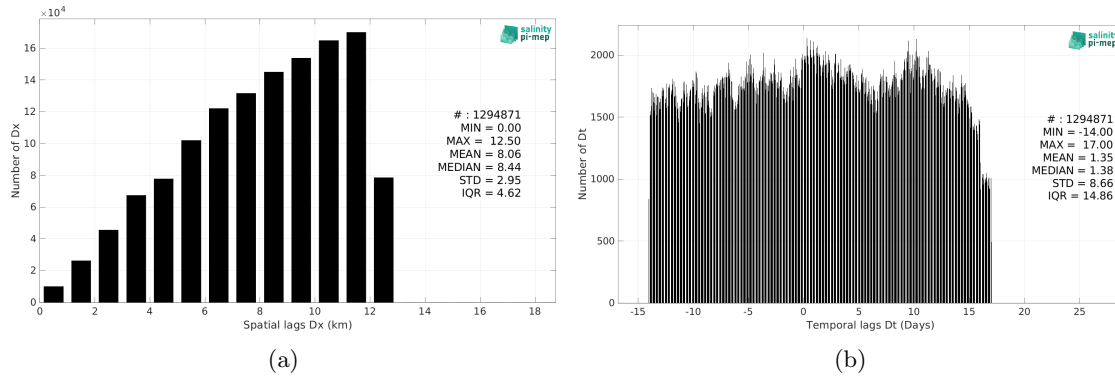 ×10⁴
16
14
12
10
8
6
4
2
0
Number of Dx
0 2 4 6 8 10 12 14 16 18
Spatial lags Dx (km)
salinity
pi-mep
# : 1294871
MIN = 0.00
MAX = 12.50
MEAN = 8.06
MEDIAN = 8.44
STD = 2.95
IQR = 4.62
(a)
2000
1500
1000
500
0
Number of Dt
-15 -10 -5 0 5 10 15 20 25
Temporal lags Dt (Days)
salinity
pi-mep
# : 1294871
MIN = -14.00
MAX = 17.00
MEAN = 1.35
MEDIAN = 1.38
STD = 8.66
IQR = 14.86
(b)